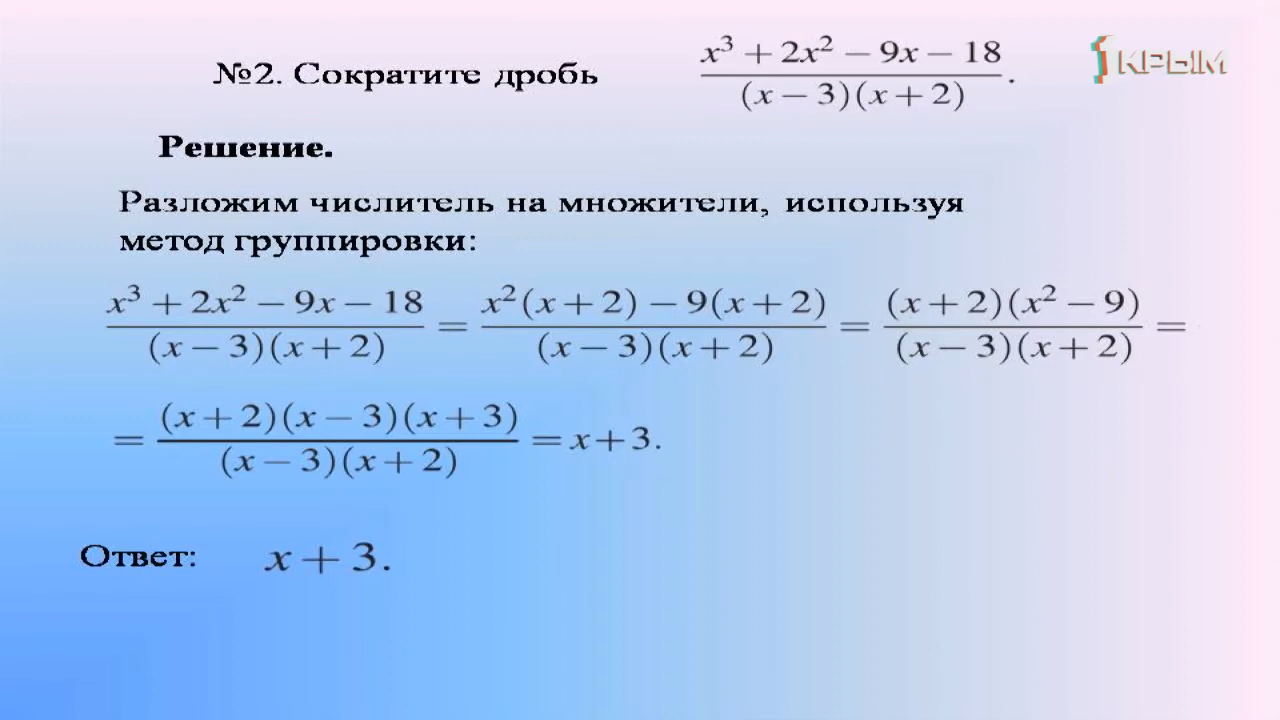 №2. Сократите дробь (x³ + 2x² − 9x − 18)/((x − 3)(x + 2)).
1 КРЫМ
Решение.
Разложим числитель на множители, используя
метод группировки:
(x³ + 2x² − 9x − 18)/((x − 3)(x + 2)) = (x²(x + 2) − 9(x + 2))/((x − 3)(x + 2)) = ((x + 2)(x² − 9))/((x − 3)(x + 2)) =
= ((x + 2)(x − 3)(x + 3))/((x − 3)(x + 2)) = x + 3.
Ответ: x + 3.